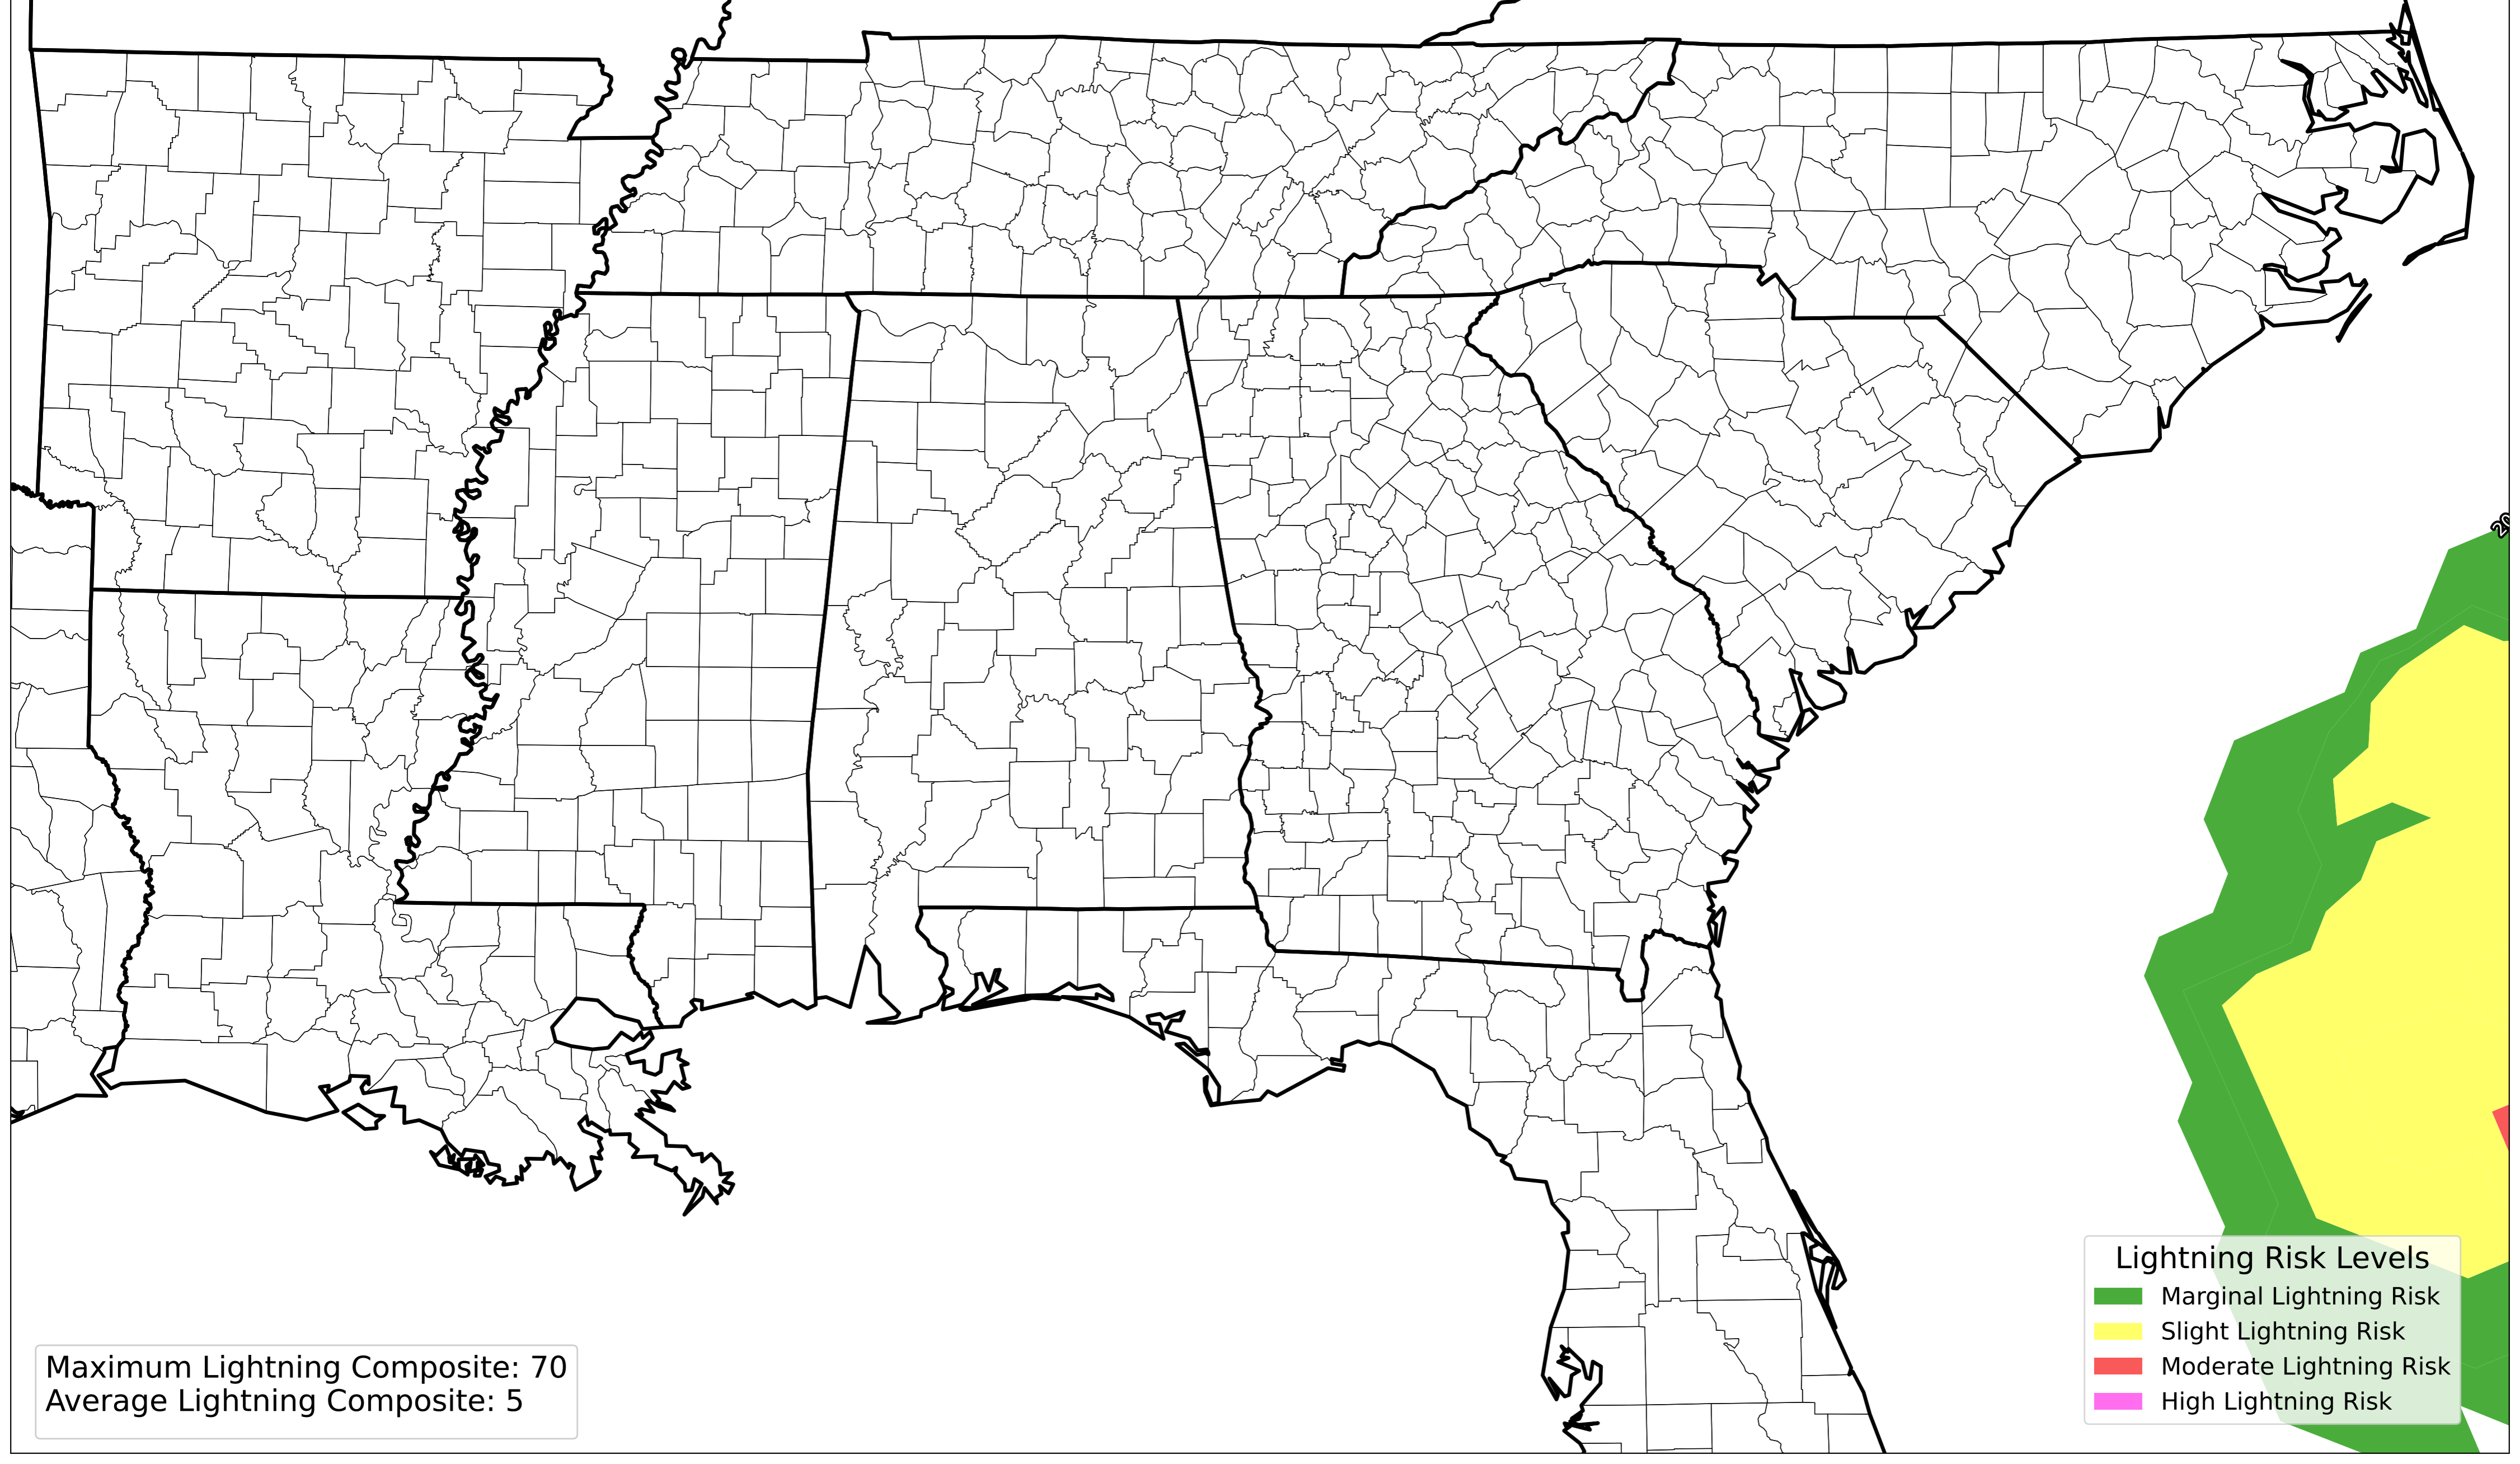 20
Lightning Risk Levels
Marginal Lightning Risk
Slight Lightning Risk
Moderate Lightning Risk
High Lightning Risk
Maximum Lightning Composite: 70
Average Lightning Composite: 5